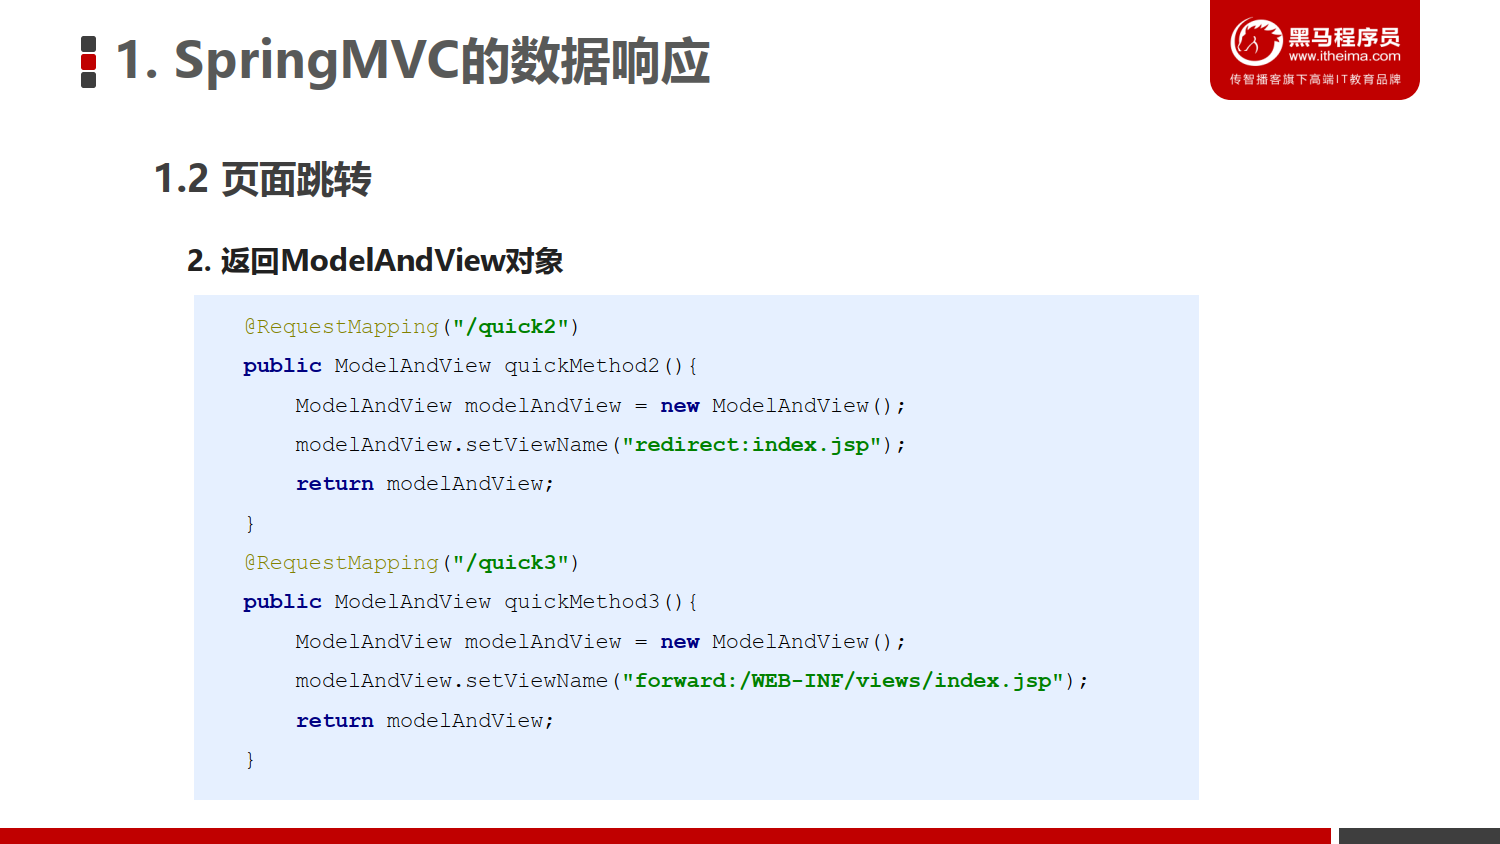 1. SpringMVC的数据响应
黑马程序员
www.itheima.com
传智播客旗下高端IT教育品牌
1.2 页面跳转
2. 返回ModelAndView对象
@RequestMapping("/quick2")
public ModelAndView quickMethod2(){
    ModelAndView modelAndView = new ModelAndView();
    modelAndView.setViewName("redirect:index.jsp");
    return modelAndView;
}
@RequestMapping("/quick3")
public ModelAndView quickMethod3(){
    ModelAndView modelAndView = new ModelAndView();
    modelAndView.setViewName("forward:/WEB-INF/views/index.jsp");
    return modelAndView;
}